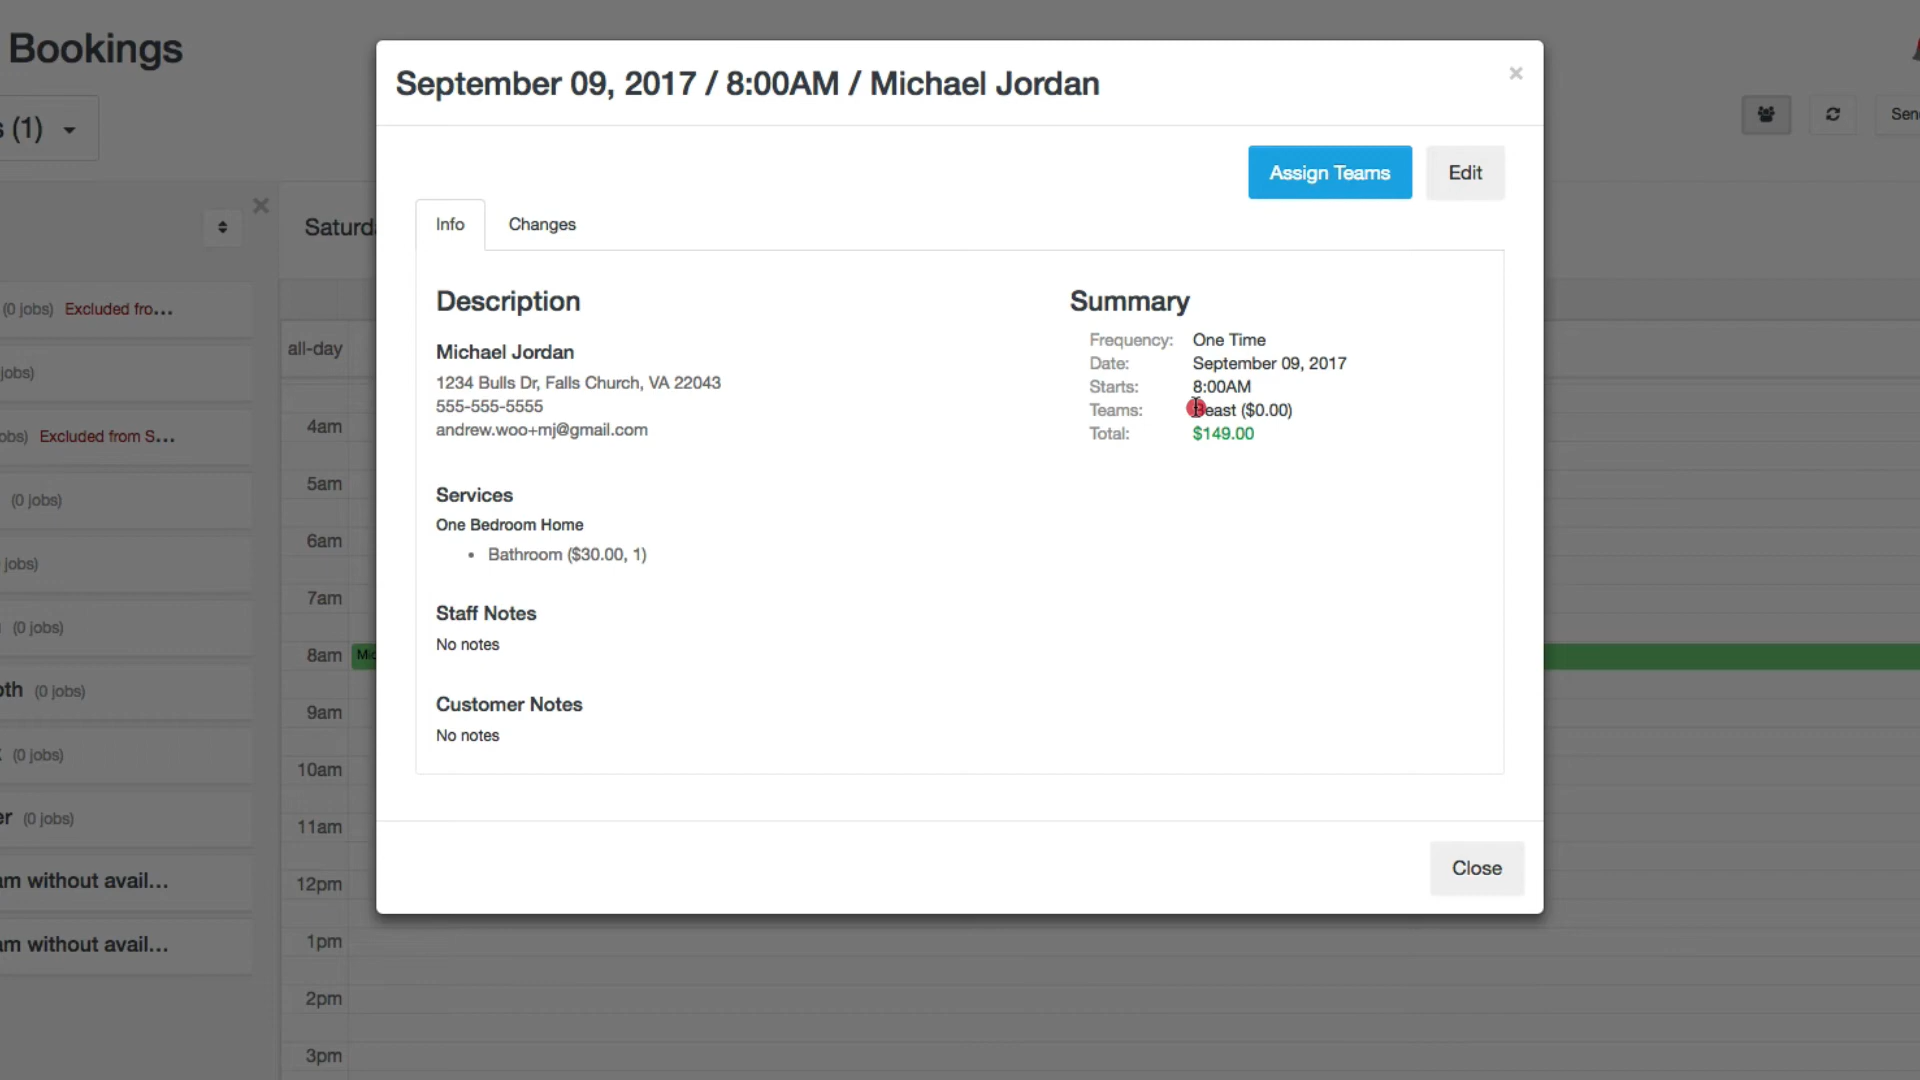 Bookings
September 09, 2017 / 8:00AM / Michael Jordan
×
s (1)
Assign Teams
Edit
Info
Changes
Saturda
(0 jobs) Excluded fro...
all-day
jobs)
obs) Excluded from S...
(0 jobs)
jobs)
(0 jobs)
oth (0 jobs)
(0 jobs)
er (0 jobs)
am without avail...
am without avail...
4am
5am
6am
7am
8am
9am
10am
11am
12pm
1pm
2pm
3pm
Description
Michael Jordan
1234 Bulls Dr, Falls Church, VA 22043
555-555-5555
andrew.woo+mj@gmail.com
Services
One Bedroom Home
• Bathroom ($30.00, 1)
Staff Notes
No notes
Customer Notes
No notes
Summary
Frequency: One Time
Date: September 09, 2017
Starts: 8:00AM
Teams: ($0.00)
Total: $149.00
Close